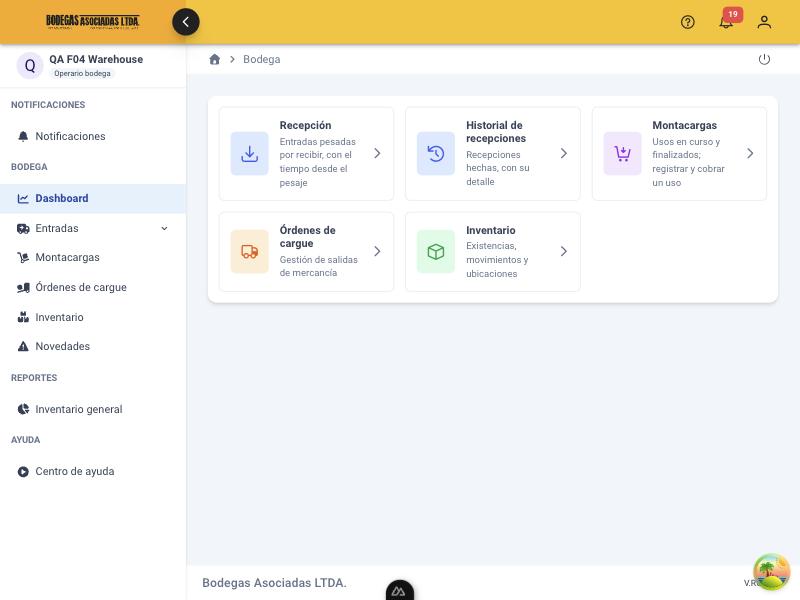 BODEGAS ASOCIADAS LTDA.
19
QA F04 Warehouse
Q
Operario bodega
Bodega
NOTIFICACIONES
Notificaciones
BODEGA
Dashboard
Entradas
Montacargas
Órdenes de cargue
Inventario
Novedades
REPORTES
Inventario general
AYUDA
Centro de ayuda
Recepción
Entradas pesadas
por recibir, con el
tiempo desde el
pesaje
Historial de
recepciones
Recepciones
hechas, con su
detalle
Montacargas
Usos en curso y
finalizados;
registrar y cobrar
un uso
Órdenes de
cargue
Gestión de salidas
de mercancía
Inventario
Existencias,
movimientos y
ubicaciones
Bodegas Asociadas LTDA.